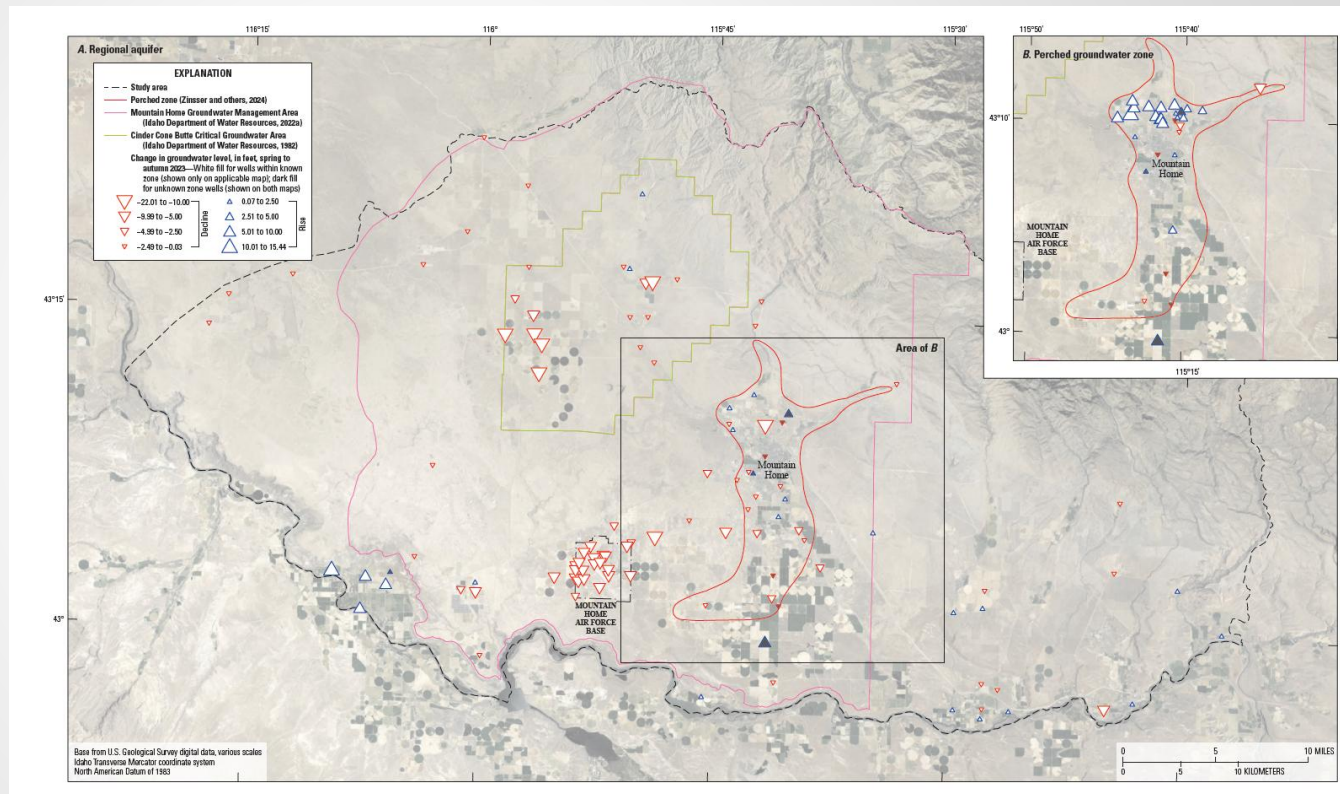 116°15'
116°
115°45'
115°30'
A. Regional aquifer
EXPLANATION
Study area
Perched zone (Zinsser and others, 2024)
Mountain Home Groundwater Management Area
(Idaho Department of Water Resources, 2022a)
Cinder Cone Butte Critical Groundwater Area
(Idaho Department of Water Resources, 1982)
Change in groundwater level, in feet, spring to
autumn 2023—White fill for wells within known
zone (shown only on applicable map); dark fill
for unknown zone wells (shown on both maps)
−22.01 to −10.00
−9.99 to −5.00
−4.99 to −2.50
−2.49 to −0.03
Decline
0.07 to 2.50
2.51 to 5.00
5.01 to 10.00
10.01 to 15.44
Rise
115°50'
115°40'
B. Perched groundwater zone
43°10'
Mountain
Home
MOUNTAIN
HOME
AIR FORCE
BASE
43°
115°15'
43°15'
Area of B
Mountain
Home
43°
MOUNTAIN
HOME
AIR FORCE
BASE
Base from U.S. Geological Survey digital data, various scales
Idaho Transverse Mercator coordinate system
North American Datum of 1983
0 5 10 MILES
0 5 10 KILOMETERS